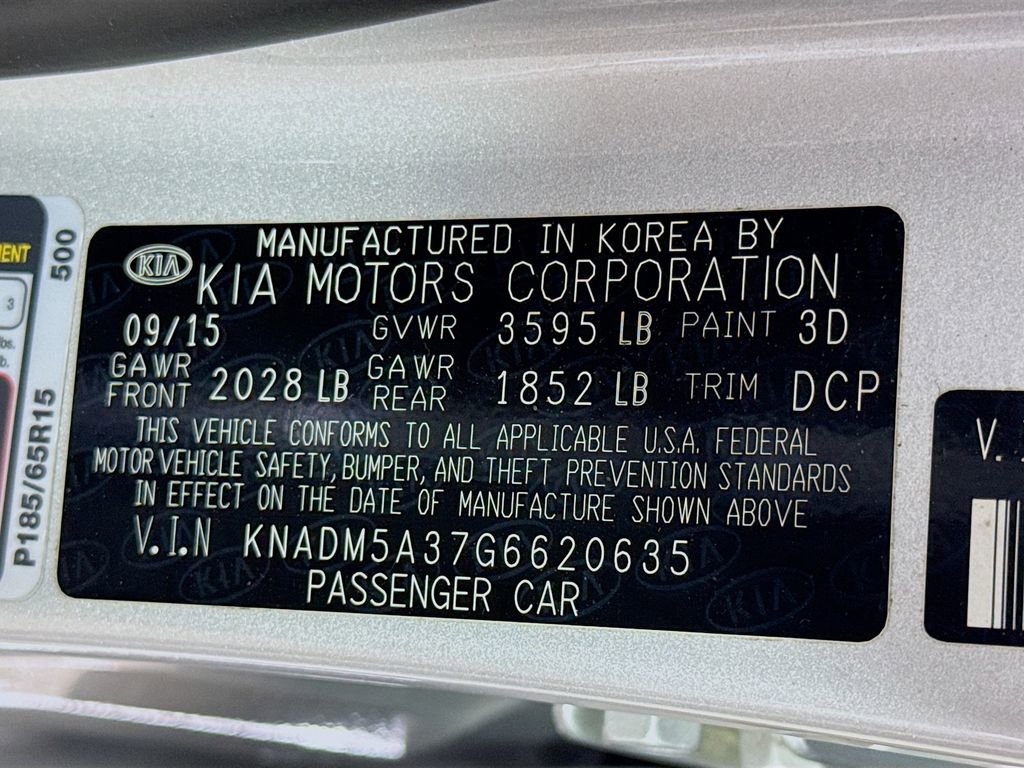 MANUFACTURED IN KOREA BY
KIA
KIA MOTORS CORPORATION
09/15 GVWR 3595 LB PAINT 3D
GAWR FRONT 2028 LB GAWR REAR 1852 LB TRIM DCP
THIS VEHICLE CONFORMS TO ALL APPLICABLE U.S.A. FEDERAL
MOTOR VEHICLE SAFETY, BUMPER, AND THEFT PREVENTION STANDARDS
IN EFFECT ON THE DATE OF MANUFACTURE SHOWN ABOVE
V.I.N KNADM5A37G6620635
PASSENGER CAR
P185/65R15 500
3
V.